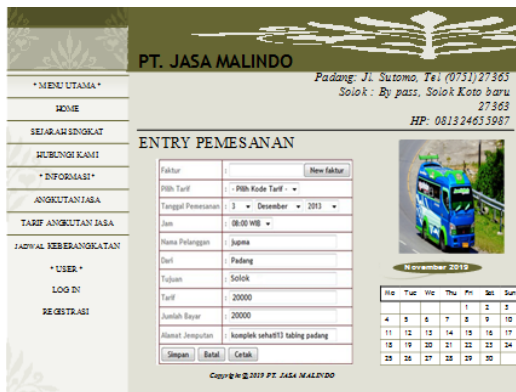 PT. JASA MALINDO
Padang: Jl. Sutomo, Tel (0751)27365
Solok : By pass, Solok Koto baru
27363
HP: 081324655987
* MENU UTAMA *
HOME
SEJARAH SINGKAT
HUBUNGI KAMI
* INFORMASI *
ANGKUTAN JASA
TARIF ANGKUTAN JASA
JADWAL KEBERANGKATAN
* USER *
LOG IN
REGISTRASI
ENTRY PEMESANAN
Faktur : New faktur
Pilih Tarif : - Pilih Kode Tarif -
Tanggal Pemesanan : 3 Desember 2013
Jam : 08:00 WIB
Nama Pelanggan : jupma
Dari : Padang
Tujuan : Solok
Tarif : 20000
Jumlah Bayar : 20000
Alamat Jemputan : komplek sehati13 tabing padang
Simpan Batal Cetak
November 2019
Mo Tue We Thu Fri Sat Sun
1 2 3
4 5 6 7 8 9 10
11 12 13 14 15 16 17
18 19 20 21 22 23 24
25 26 27 28 29 30
Copyright @2019 PT. JASA MALINDO